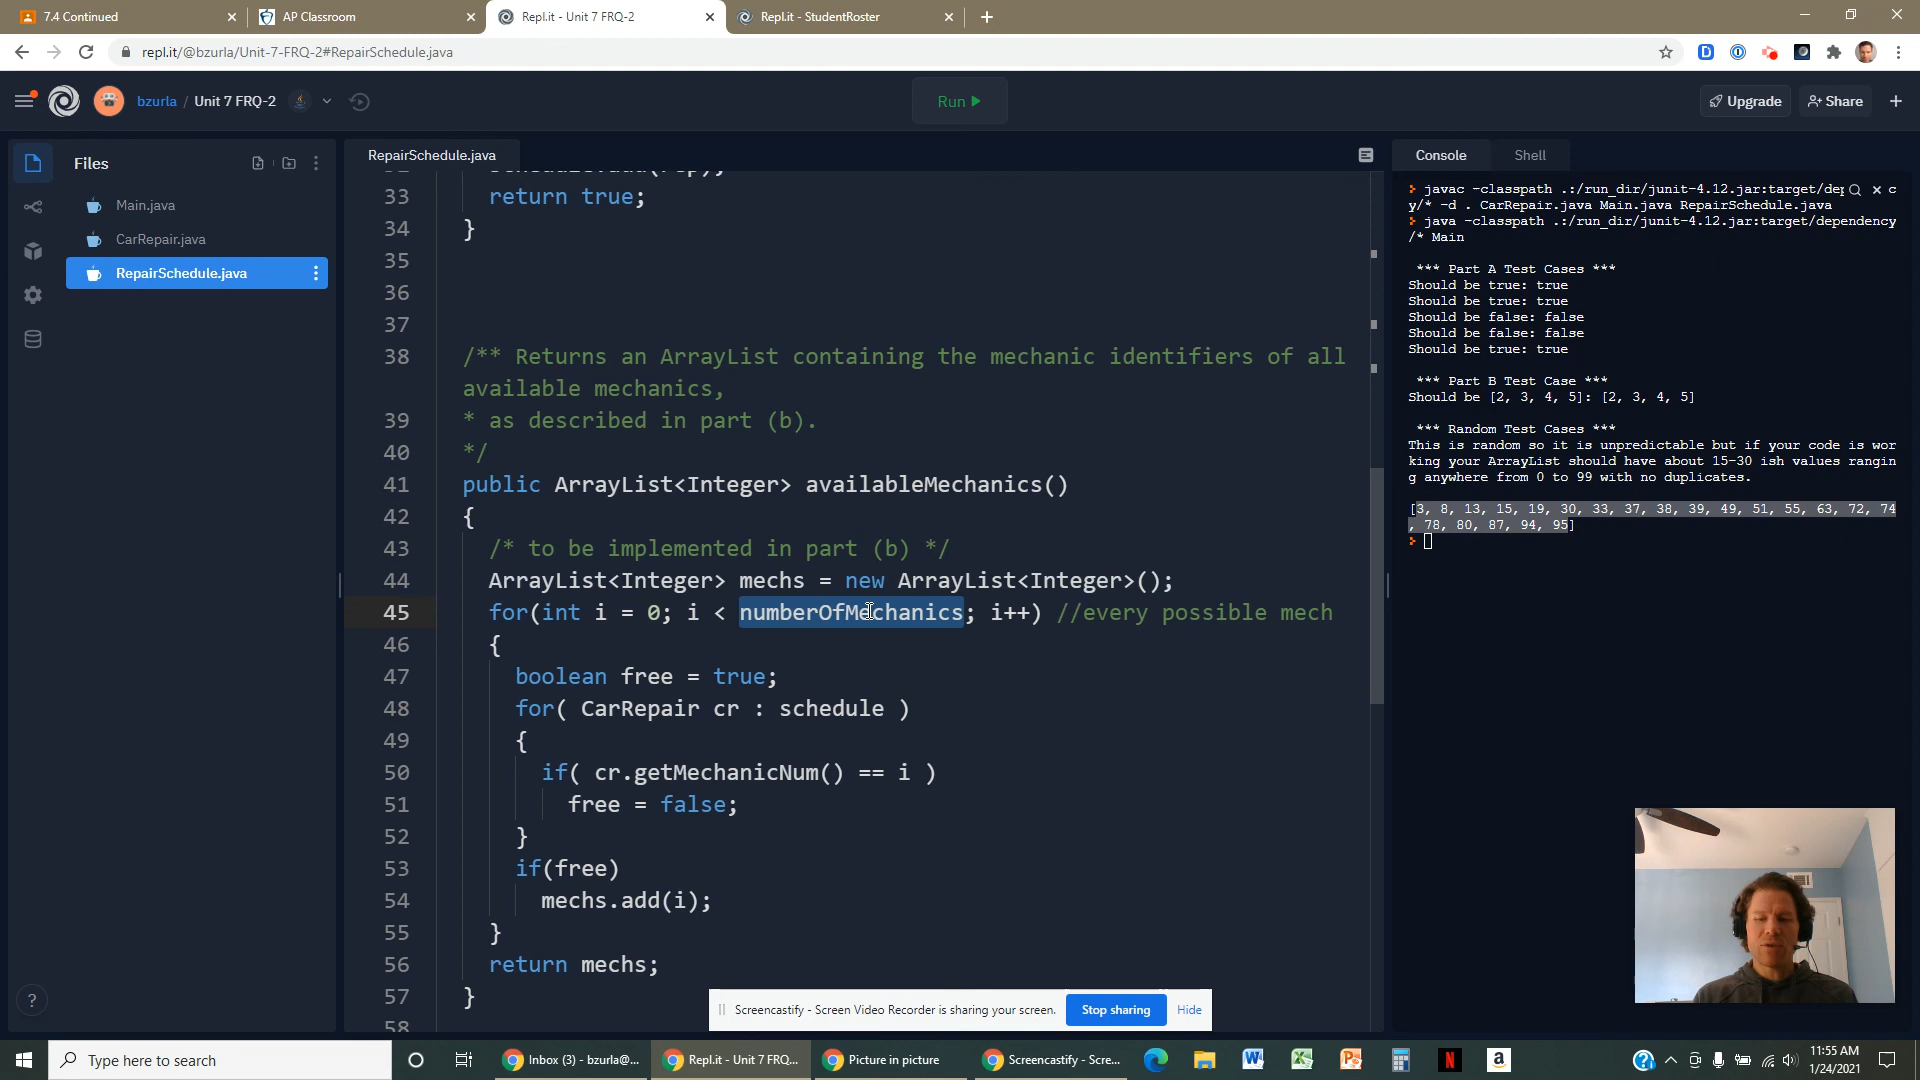 7.4 Continued
AP Classroom
Repl.it - Unit 7 FRQ-2
Repl.it - StudentRoster
repl.it/@bzurla/Unit-7-FRQ-2#RepairSchedule.java
bzurla / Unit 7 FRQ-2
Run
Upgrade
Share
Files
Main.java
CarRepair.java
RepairSchedule.java
RepairSchedule.java
33 return true;
34 }
35
36
37
38 /** Returns an ArrayList containing the mechanic identifiers of all
available mechanics,
39 * as described in part (b).
40 */
41 public ArrayList<Integer> availableMechanics()
42 {
43 /* to be implemented in part (b) */
44 ArrayList<Integer> mechs = new ArrayList<Integer>();
45 for(int i = 0; i < numberOfMechanics; i++) //every possible mech
46 {
47 boolean free = true;
48 for( CarRepair cr : schedule )
49 {
50 if( cr.getMechanicNum() == i )
51 free = false;
52 }
53 if(free)
54 mechs.add(i);
55 }
56 return mechs;
57 }
58
Console
Shell
javac -classpath .:/run_dir/junit-4.12.jar:target/dep
y/* -d . CarRepair.java Main.java RepairSchedule.java
java -classpath .:/run_dir/junit-4.12.jar:target/dependency
/* Main
*** Part A Test Cases ***
Should be true: true
Should be true: true
Should be false: false
Should be false: false
Should be true: true
*** Part B Test Case ***
Should be [2, 3, 4, 5]: [2, 3, 4, 5]
*** Random Test Cases ***
This is random so it is unpredictable but if your code is wor
king your ArrayList should have about 15-30 ish values rangin
g anywhere from 0 to 99 with no duplicates.
[3, 8, 13, 15, 19, 30, 33, 37, 38, 39, 49, 51, 55, 63, 72, 74
, 78, 80, 87, 94, 95]
Screencastify - Screen Video Recorder is sharing your screen.
Stop sharing
Hide
Type here to search
Inbox (3) - bzurla@...
Repl.it - Unit 7 FRQ...
Picture in picture
Screencastify - Scre...
11:55 AM
1/24/2021